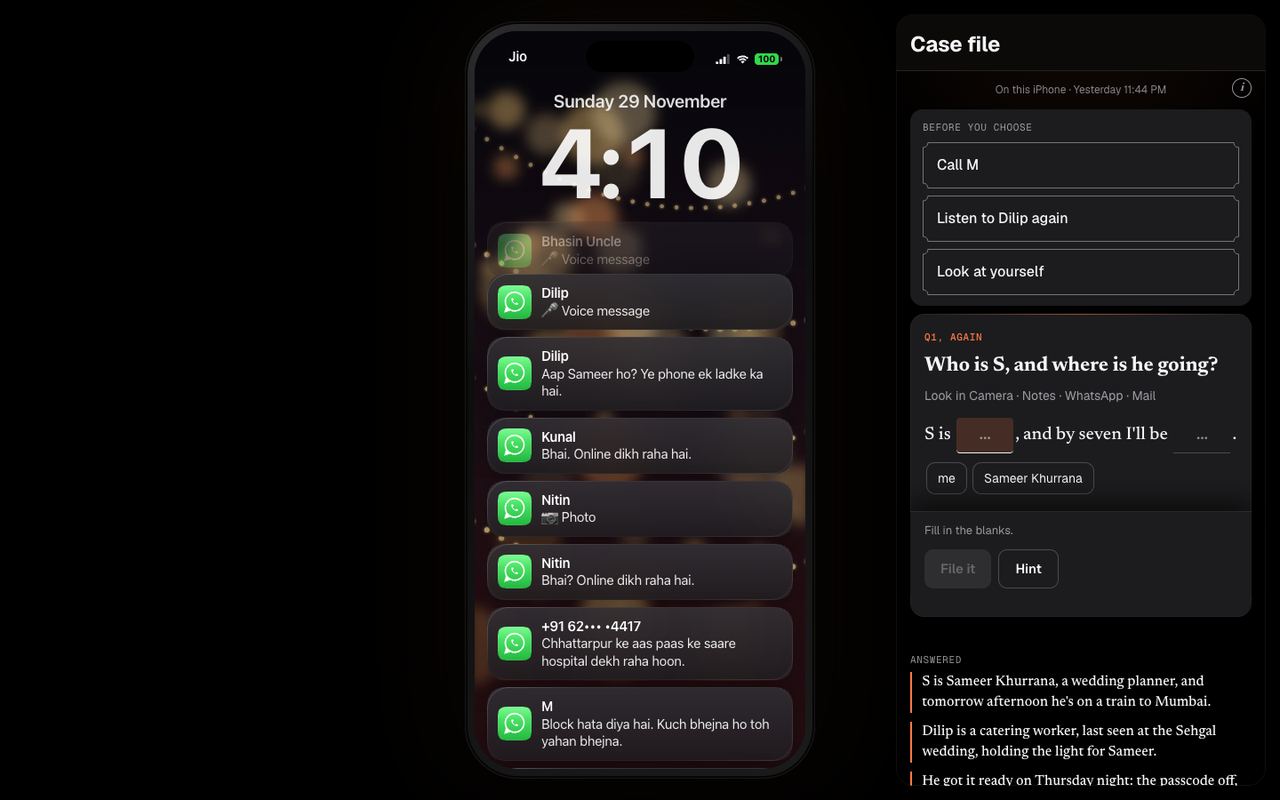 Jio
100
Sunday 29 November
4:10
Bhasin Uncle
🎤 Voice message
Dilip
🎤 Voice message
Dilip
Aap Sameer ho? Ye phone ek ladke ka
hai.
Kunal
Bhai. Online dikh raha hai.
Nitin
📷 Photo
Nitin
Bhai? Online dikh raha hai.
+91 62••• •4417
Chhattarpur ke aas paas ke saare
hospital dekh raha hoon.
M
Block hata diya hai. Kuch bhejna ho toh
yahan bhejna.
Case file
On this iPhone · Yesterday 11:44 PM
i
BEFORE YOU CHOOSE
Call M
Listen to Dilip again
Look at yourself
Q1, AGAIN
Who is S, and where is he going?
Look in Camera · Notes · WhatsApp · Mail
S is ... , and by seven I'll be ... .
me
Sameer Khurrana
Fill in the blanks.
File it
Hint
ANSWERED
S is Sameer Khurrana, a wedding planner, and
tomorrow afternoon he's on a train to Mumbai.
Dilip is a catering worker, last seen at the Sehgal
wedding, holding the light for Sameer.
He got it ready on Thursday night: the passcode off,